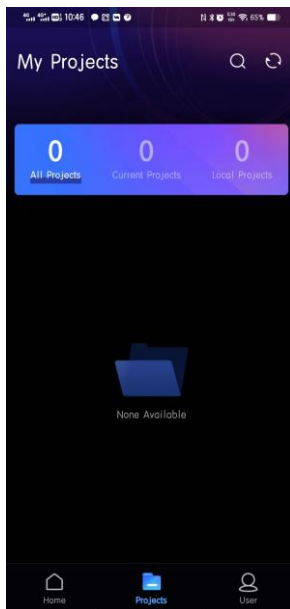 10:46
65%
My Projects
0 0 0
All Projects Current Projects Local Projects
None Available
Home Projects User